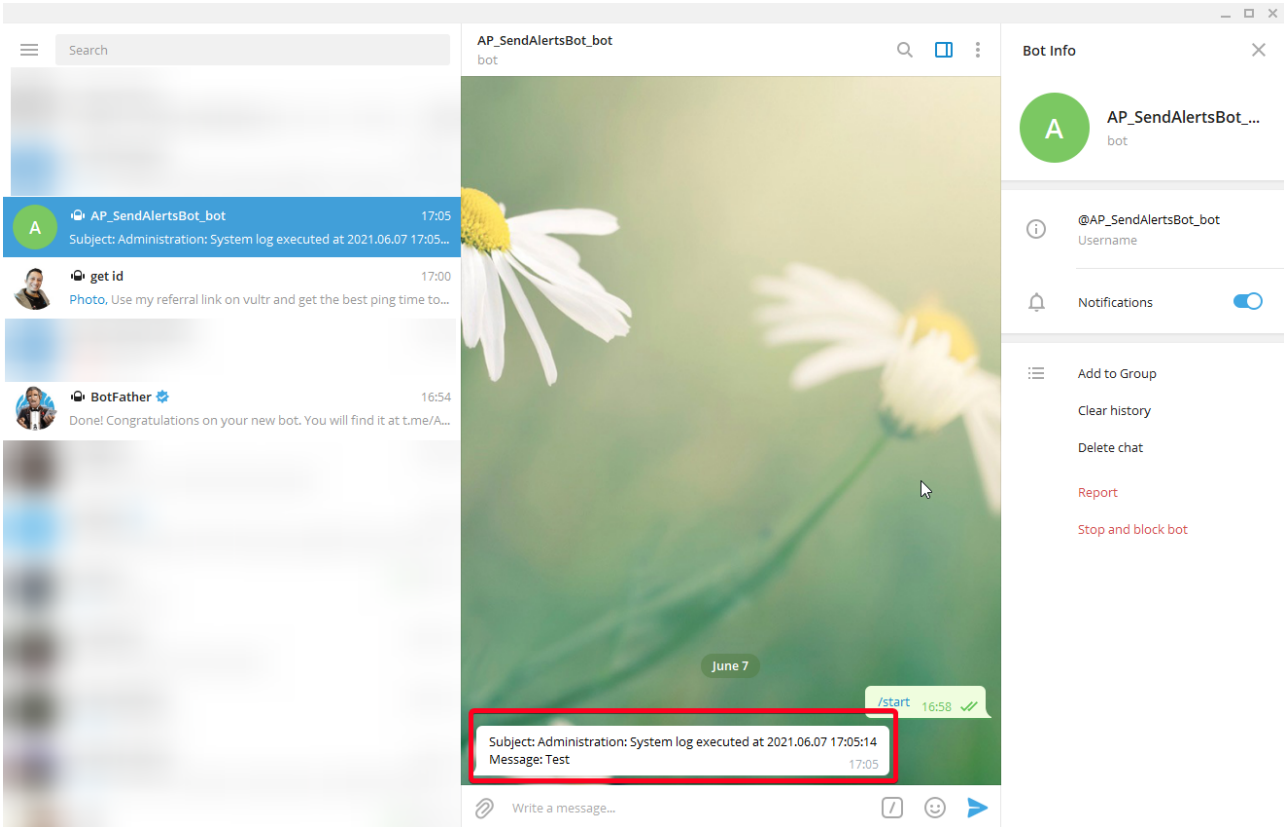 Search
A
AP_SendAlertsBot_bot
17:05
Subject: Administration: System log executed at 2021.06.07 17:05...
get id
17:00
Photo, Use my referral link on vultr and get the best ping time to...
BotFather
16:54
Done! Congratulations on your new bot. You will find it at t.me/A...
AP_SendAlertsBot_bot
bot
June 7
/start 16:58
Subject: Administration: System log executed at 2021.06.07 17:05:14
Message: Test
17:05
Write a message...
Bot Info
A
AP_SendAlertsBot_...
bot
@AP_SendAlertsBot_bot
Username
Notifications
Add to Group
Clear history
Delete chat
Report
Stop and block bot